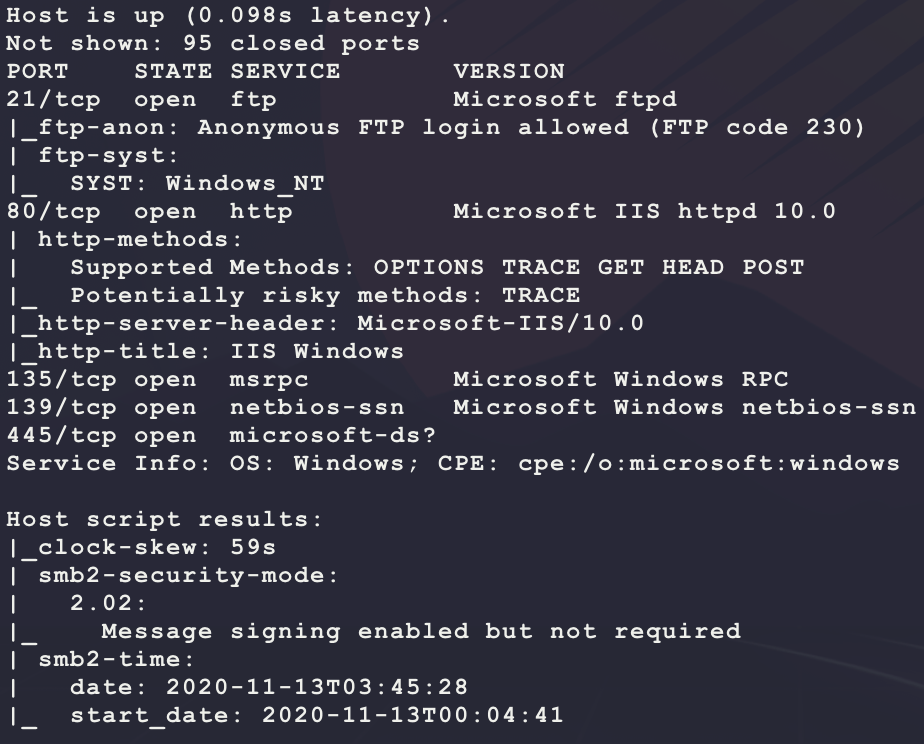 Host is up (0.098s latency).
Not shown: 95 closed ports
PORT    STATE SERVICE       VERSION
21/tcp  open  ftp           Microsoft ftpd
|_ftp-anon: Anonymous FTP login allowed (FTP code 230)
| ftp-syst:
|_  SYST: Windows_NT
80/tcp  open  http          Microsoft IIS httpd 10.0
| http-methods:
|   Supported Methods: OPTIONS TRACE GET HEAD POST
|_  Potentially risky methods: TRACE
|_http-server-header: Microsoft-IIS/10.0
|_http-title: IIS Windows
135/tcp open  msrpc         Microsoft Windows RPC
139/tcp open  netbios-ssn   Microsoft Windows netbios-ssn
445/tcp open  microsoft-ds?
Service Info: OS: Windows; CPE: cpe:/o:microsoft:windows

Host script results:
|_clock-skew: 59s
| smb2-security-mode:
|   2.02:
|_    Message signing enabled but not required
| smb2-time:
|   date: 2020-11-13T03:45:28
|_  start_date: 2020-11-13T00:04:41